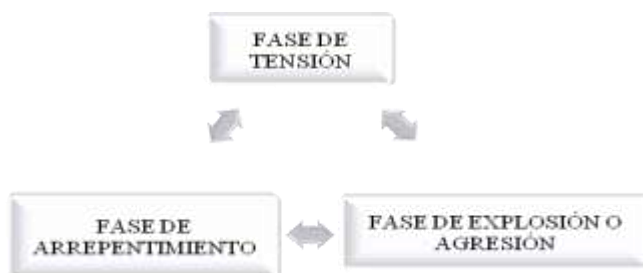 FASE DE
TENSIÓN
FASE DE
ARREPENTIMIENTO
FASE DE EXPLOSIÓN O
AGRESIÓN